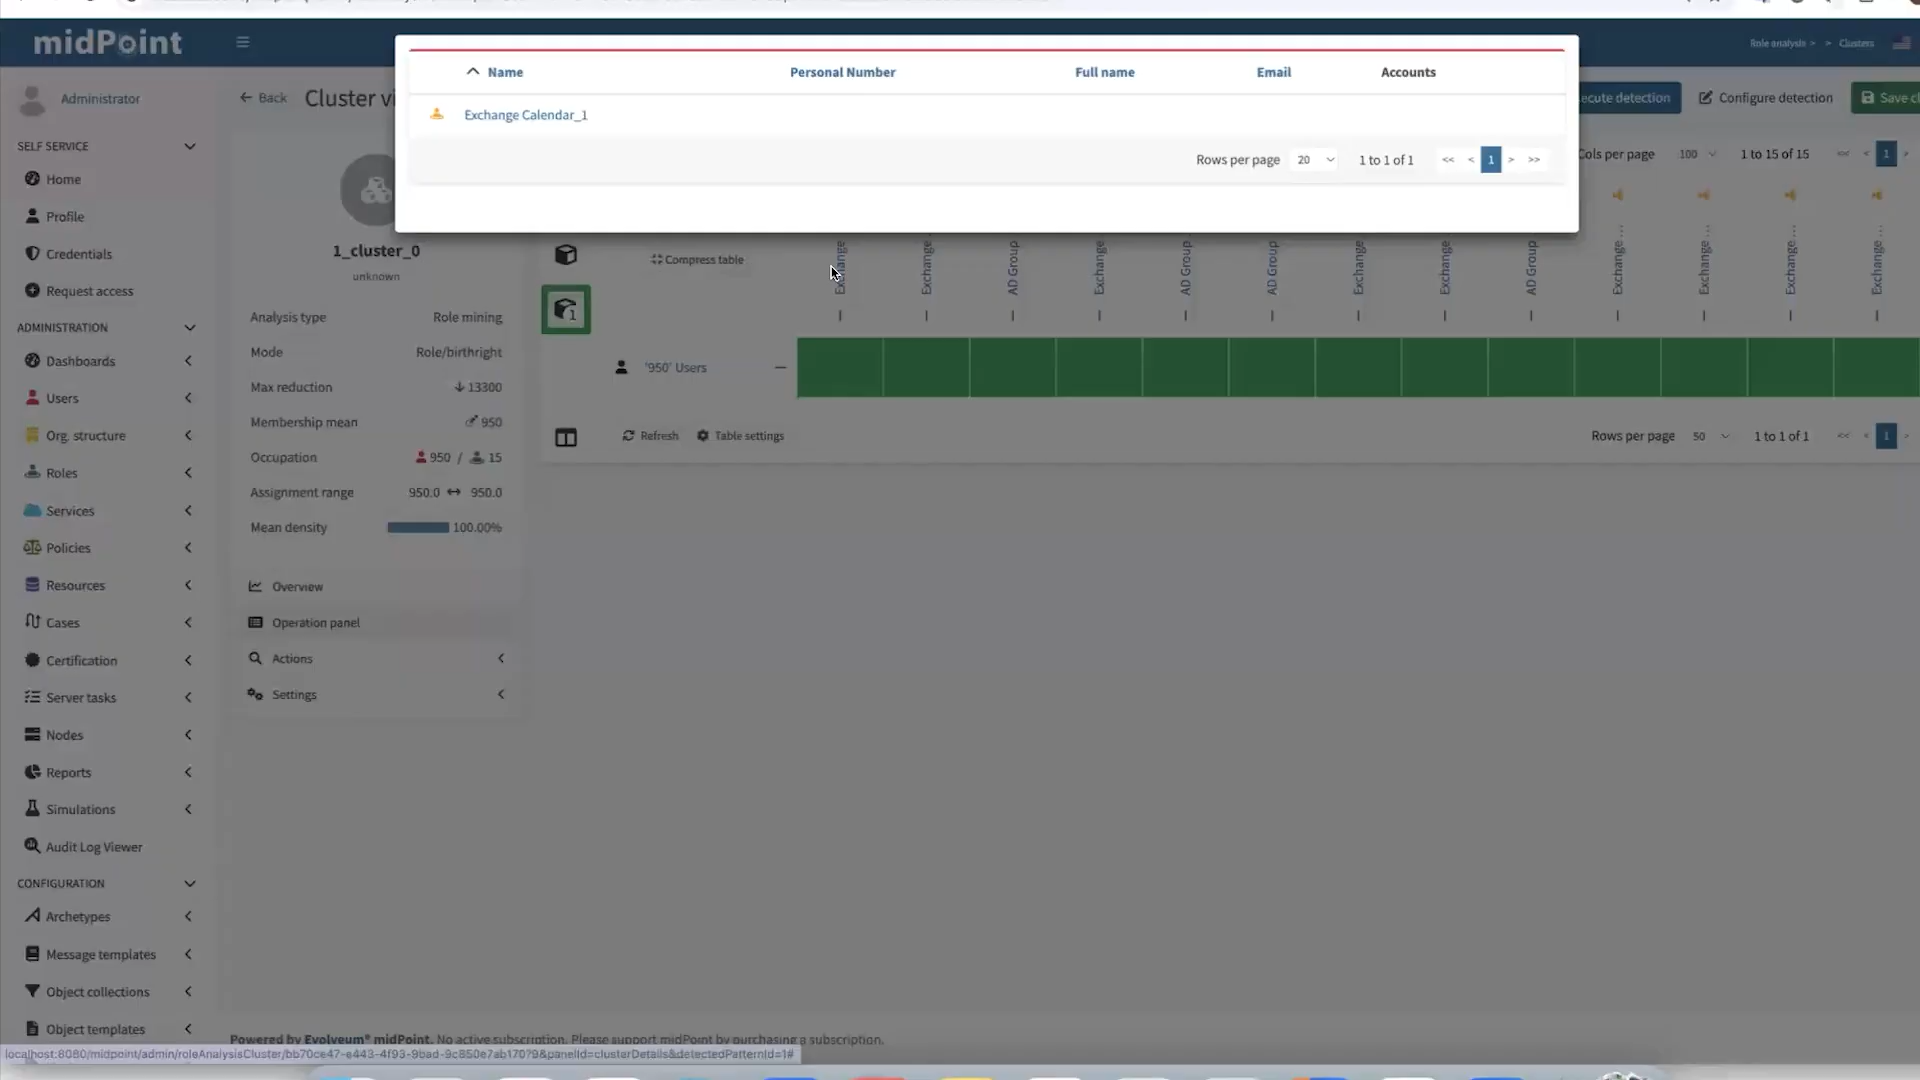 midPoint
Role analysis > > Clusters
Name Personal Number Full name Email Accounts
Exchange Calendar_1
Rows per page 20 1 to 1 of 1 << < 1 > >>
Administrator
SELF SERVICE
Home
Profile
Credentials
Request access
ADMINISTRATION
Dashboards
Users
Org. structure
Roles
Services
Policies
Resources
Cases
Certification
Server tasks
Nodes
Reports
Simulations
Audit Log Viewer
CONFIGURATION
Archetypes
Message templates
Object collections
Object templates
Back Cluster vi
ecute detection Configure detection Save cl
1_cluster_0
unknown
Analysis type Role mining
Mode Role/birthright
Max reduction 13300
Membership mean 950
Occupation 950 / 15
Assignment range 950.0 950.0
Mean density 100.00%
Overview
Operation panel
Actions
Settings
Cols per page 100 1 to 15 of 15 << < 1 >
Compress table
Exchange
Exchange
AD Group
Exchange
AD Group
AD Group
Exchange
Exchange
AD Group
Exchange ...
Exchange ...
Exchange ...
Exchange ...
1
'950' Users
Refresh Table settings
Rows per page 50 1 to 1 of 1 << < 1 >
Powered by Evolveum® midPoint. No active subscription. Please support midPoint by purchasing a subscription.